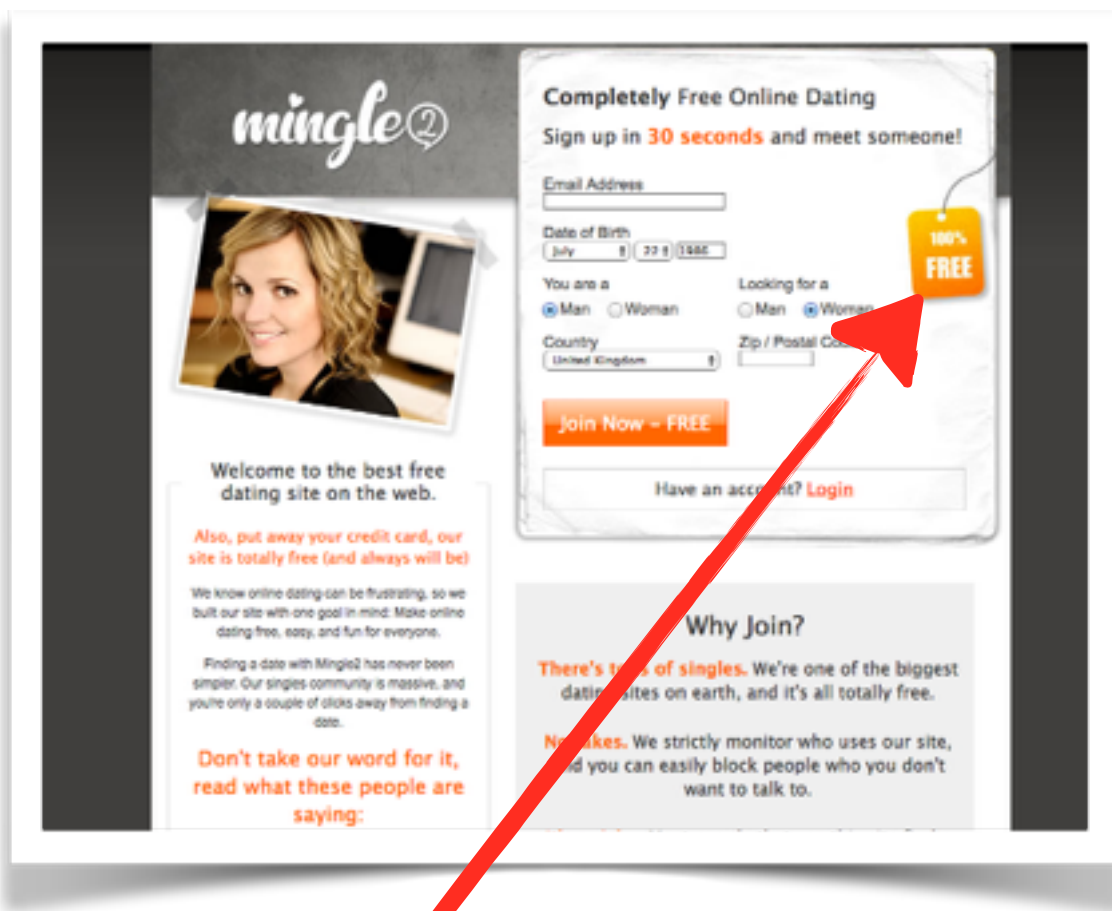 mingle2
Completely Free Online Dating
Sign up in 30 seconds and meet someone!
Email Address
Date of Birth
July 22
100%
FREE
You are a
Looking for a
Man Woman
Man Woman
Country
Zip / Postal
United Kingdom
Join Now – FREE
Have an account? Login
Welcome to the best free
dating site on the web.
Also, put away your credit card, our
site is totally free (and always will be)
We know online dating can be frustrating, so we
built our site with one goal in mind: Make online
dating free, easy, and fun for everyone.
Finding a date with Mingle2 has never been
simpler. Our singles community is massive, and
you're only a couple of clicks away from finding a
date.
Don't take our word for it,
read what these people are
saying:
Why Join?
There's of singles. We're one of the biggest
dating sites on earth, and it's all totally free.
We strictly monitor who uses our site,
you can easily block people who you don't
want to talk to.